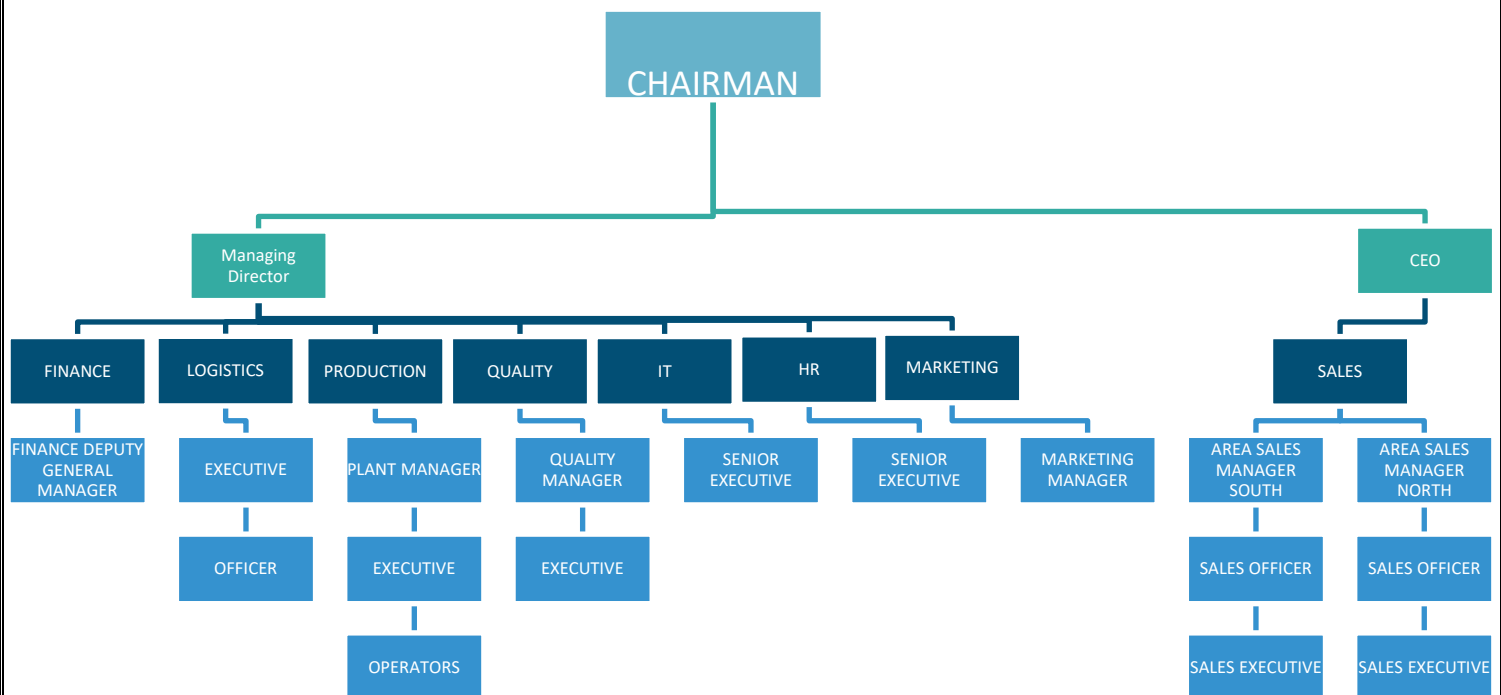 CHAIRMAN
Managing
Director
CEO
FINANCE
LOGISTICS
PRODUCTION
QUALITY
IT
HR
MARKETING
SALES
FINANCE DEPUTY
GENERAL
MANAGER
EXECUTIVE
PLANT MANAGER
QUALITY
MANAGER
SENIOR
EXECUTIVE
SENIOR
EXECUTIVE
MARKETING
MANAGER
AREA SALES
MANAGER
SOUTH
AREA SALES
MANAGER
NORTH
OFFICER
EXECUTIVE
EXECUTIVE
SALES OFFICER
SALES OFFICER
OPERATORS
SALES EXECUTIVE
SALES EXECUTIVE